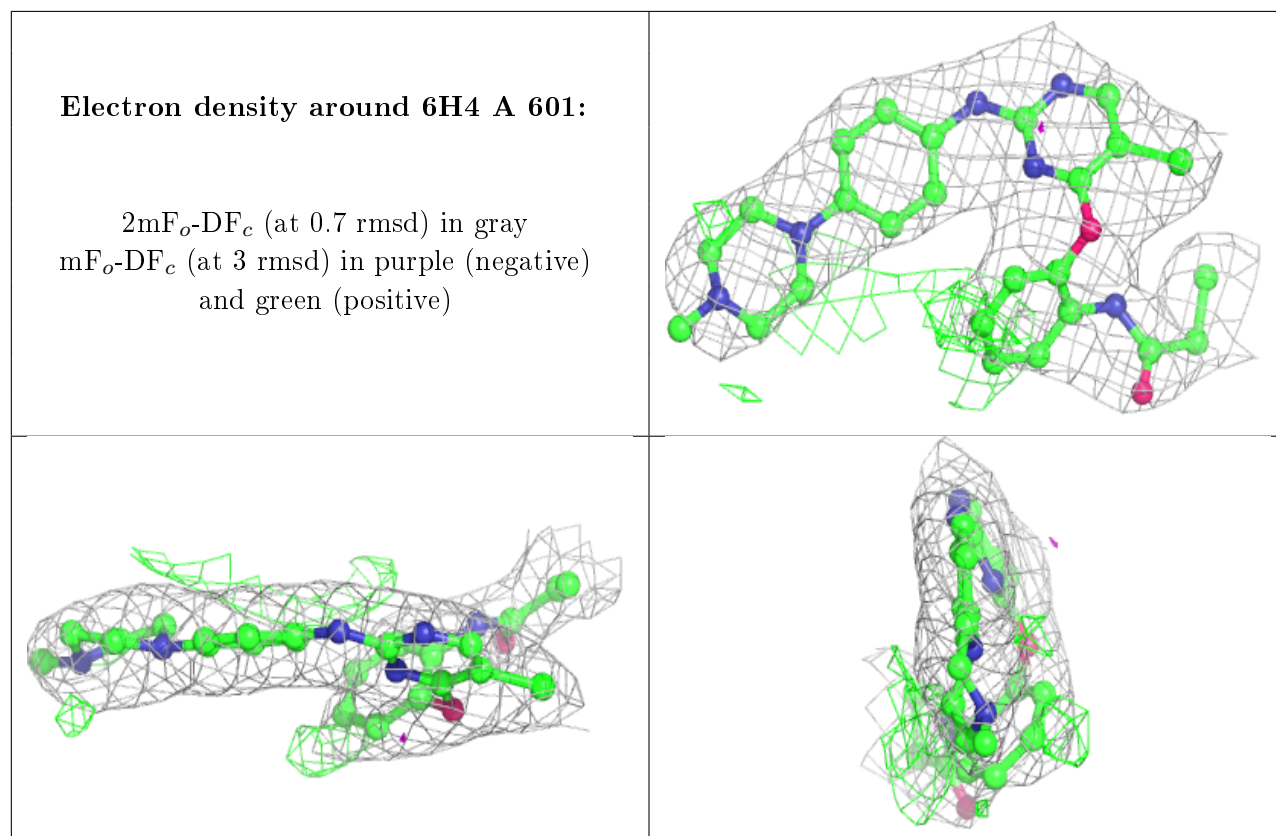 Electron density around 6H4 A 601:
2mFₒ-DF𝒸 (at 0.7 rmsd) in gray
mFₒ-DF𝒸 (at 3 rmsd) in purple (negative)
and green (positive)